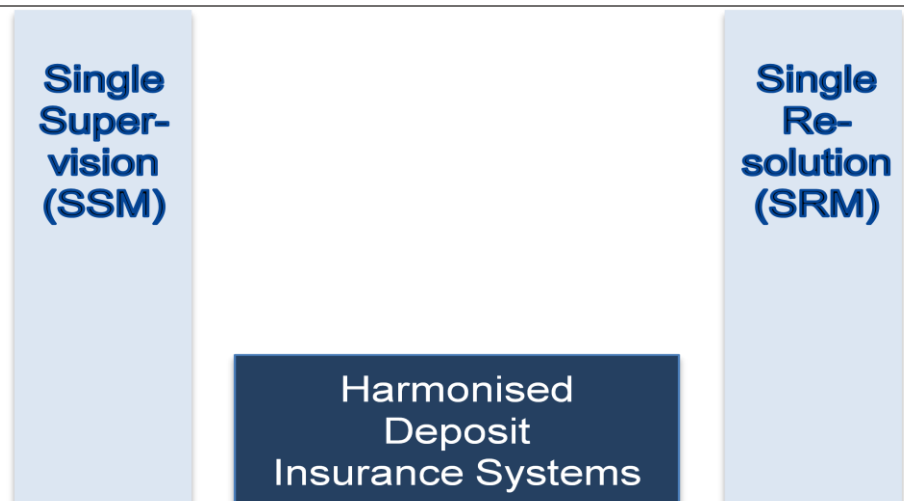 Single
Super-
vision
(SSM)
Single
Re-
solution
(SRM)
Harmonised
Deposit
Insurance Systems